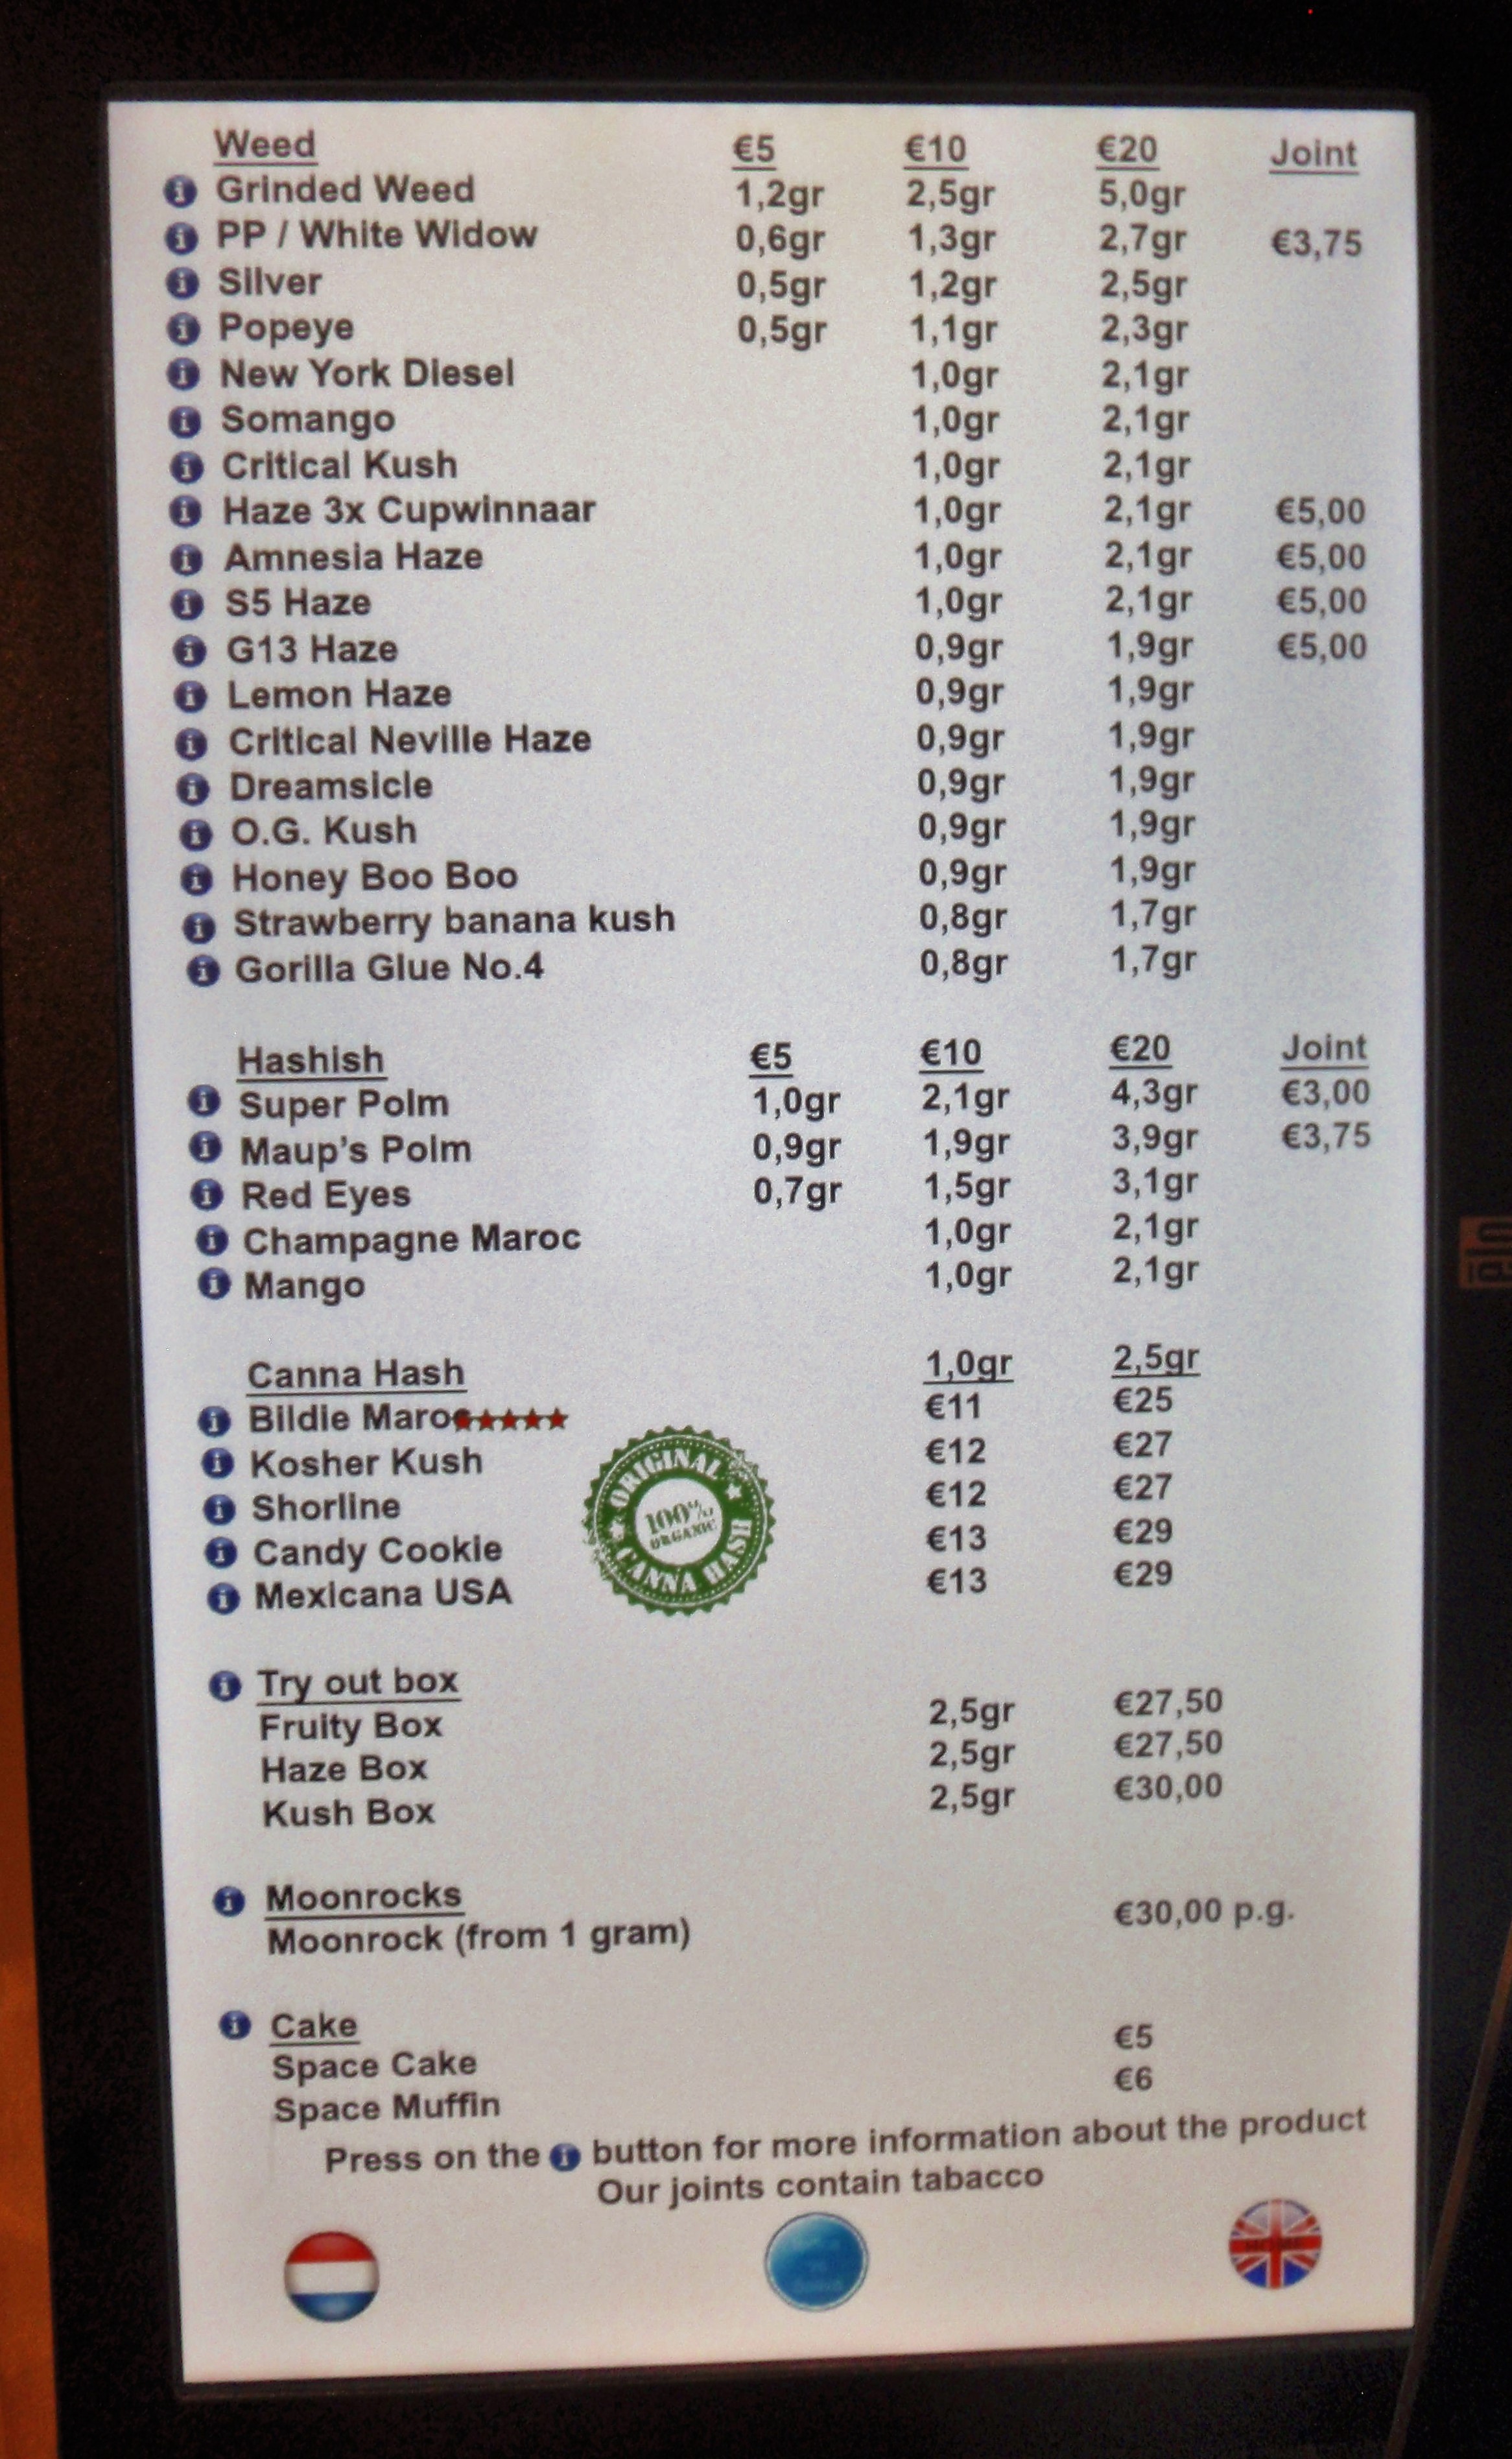 Weed €5 €10 €20 Joint
Grinded Weed 1,2gr 2,5gr 5,0gr
PP / White Widow 0,6gr 1,3gr 2,7gr €3,75
Silver 0,5gr 1,2gr 2,5gr
Popeye 0,5gr 1,1gr 2,3gr
New York Diesel 1,0gr 2,1gr
Somango 1,0gr 2,1gr
Critical Kush 1,0gr 2,1gr
Haze 3x Cupwinnaar 1,0gr 2,1gr €5,00
Amnesia Haze 1,0gr 2,1gr €5,00
S5 Haze 1,0gr 2,1gr €5,00
G13 Haze 0,9gr 1,9gr €5,00
Lemon Haze 0,9gr 1,9gr
Critical Neville Haze 0,9gr 1,9gr
Dreamsicle 0,9gr 1,9gr
O.G. Kush 0,9gr 1,9gr
Honey Boo Boo 0,9gr 1,9gr
Strawberry banana kush 0,8gr 1,7gr
Gorilla Glue No.4 0,8gr 1,7gr
Hashish €5 €10 €20 Joint
Super Polm 1,0gr 2,1gr 4,3gr €3,00
Maup's Polm 0,9gr 1,9gr 3,9gr €3,75
Red Eyes 0,7gr 1,5gr 3,1gr
Champagne Maroc 1,0gr 2,1gr
Mango 1,0gr 2,1gr
Canna Hash 1,0gr 2,5gr
Bildie Maroc★★★★★ €11 €25
Kosher Kush €12 €27
Shorline €12 €27
Candy Cookie €13 €29
Mexicana USA €13 €29
ORIGINAL
100%
ORGANIC
CANNA HASH
Try out box
Fruity Box 2,5gr €27,50
Haze Box 2,5gr €27,50
Kush Box 2,5gr €30,00
Moonrocks
Moonrock (from 1 gram) €30,00 p.g.
Cake
Space Cake €5
Space Muffin €6
Press on the i button for more information about the product
Our joints contain tabacco